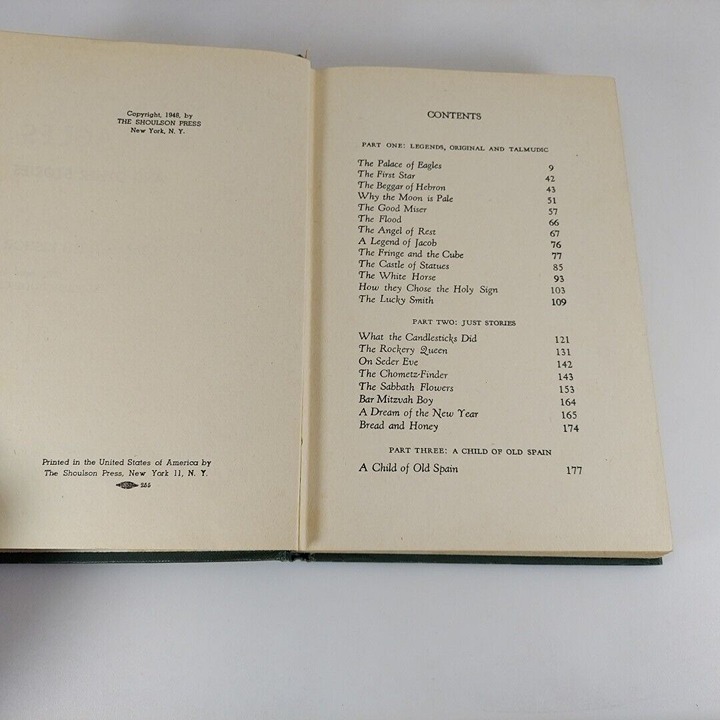 Copyright, 1948, by
THE SHOULSON PRESS
New York, N. Y.
Printed in the United States of America by
The Shoulson Press, New York 11, N. Y.
255
CONTENTS
PART ONE: LEGENDS, ORIGINAL AND TALMUDIC
The Palace of Eagles 9
The First Star 42
The Beggar of Hebron 43
Why the Moon is Pale 51
The Good Miser 57
The Flood 66
The Angel of Rest 67
A Legend of Jacob 76
The Fringe and the Cube 77
The Castle of Statues 85
The White Horse 93
How they Chose the Holy Sign 103
The Lucky Smith 109
PART TWO: JUST STORIES
What the Candlesticks Did 121
The Rockery Queen 131
On Seder Eve 142
The Chometz-Finder 143
The Sabbath Flowers 153
Bar Mitzvah Boy 164
A Dream of the New Year 165
Bread and Honey 174
PART THREE: A CHILD OF OLD SPAIN
A Child of Old Spain 177